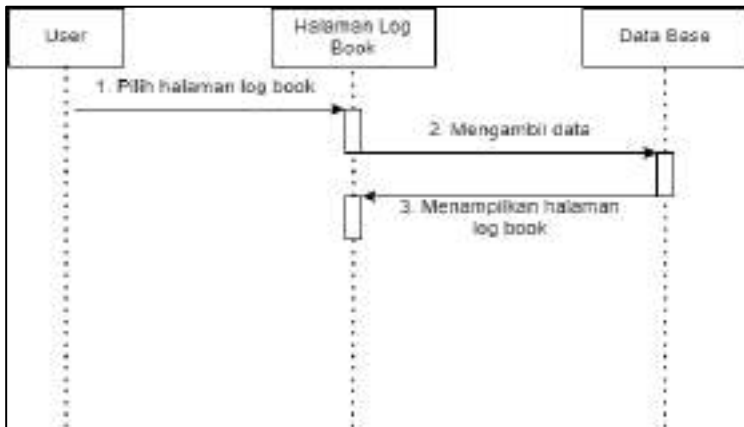 User
Halaman Log
Book
Data Base
1. Pilih halaman log book
2. Mengambil data
3. Menampilkan halaman
log book